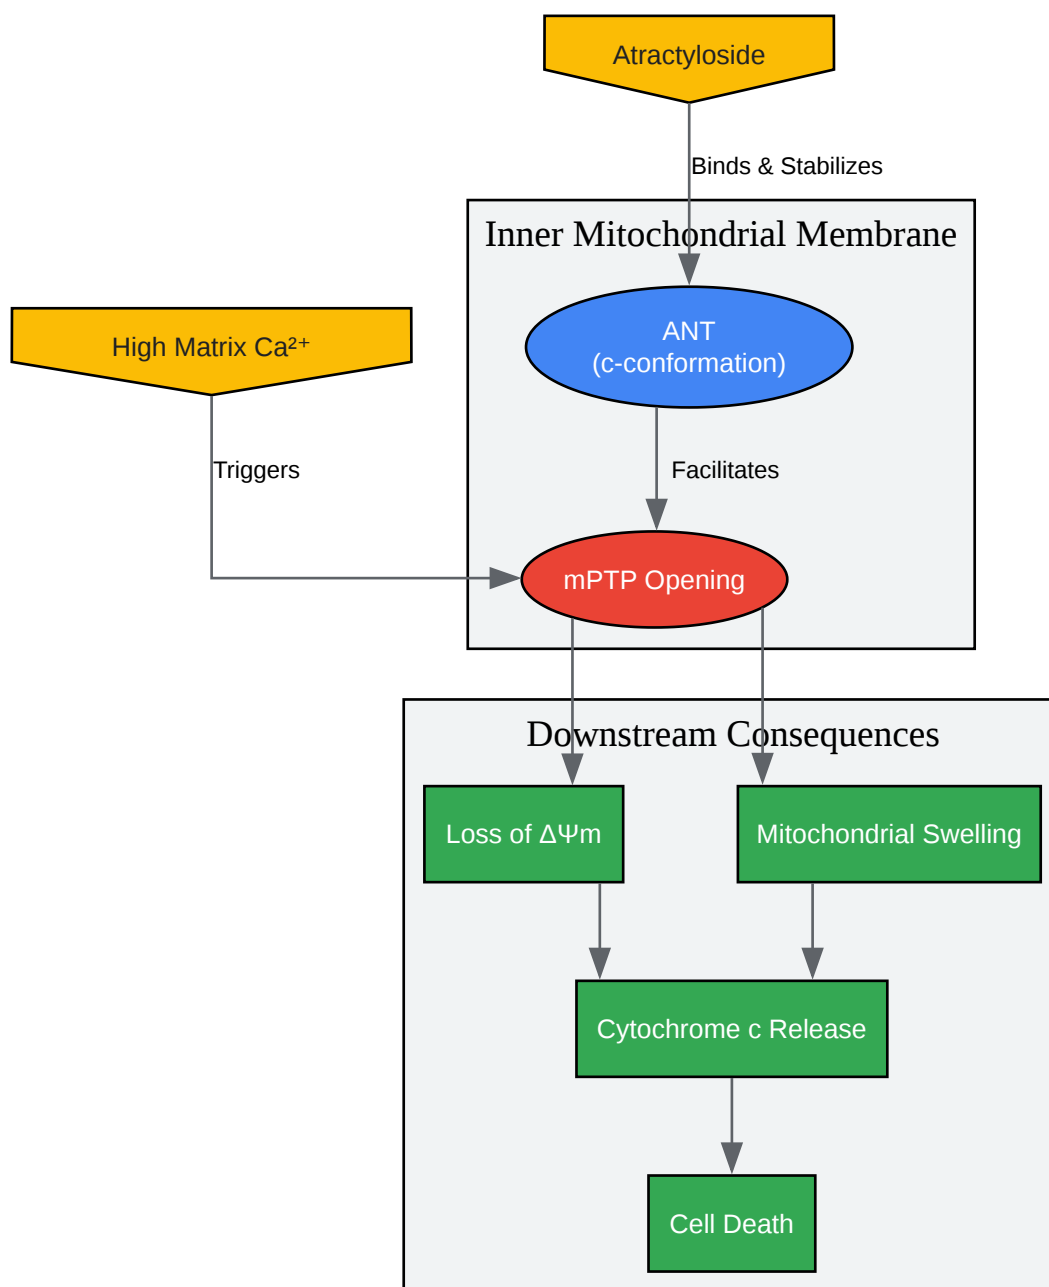 Atractyloside
Binds & Stabilizes
Inner Mitochondrial Membrane
High Matrix Ca²⁺
ANT
(c-conformation)
Triggers
Facilitates
mPTP Opening
Downstream Consequences
Loss of ΔΨm
Mitochondrial Swelling
Cytochrome c Release
Cell Death